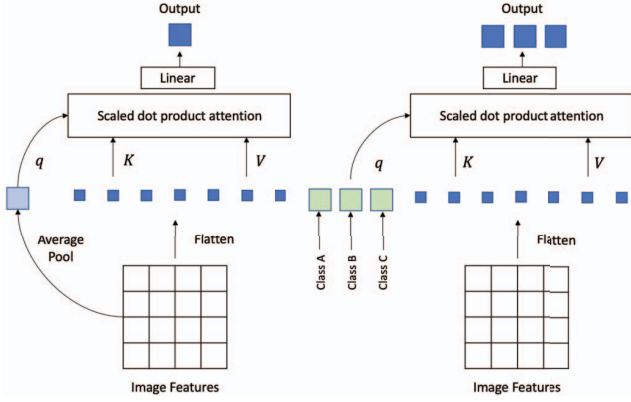 Output
Linear
Scaled dot product attention
q
K
V
Average
Pool
Flatten
Image Features
Output
Linear
Scaled dot product attention
q
K
V
Class A
Class B
Class C
Flatten
Image Features